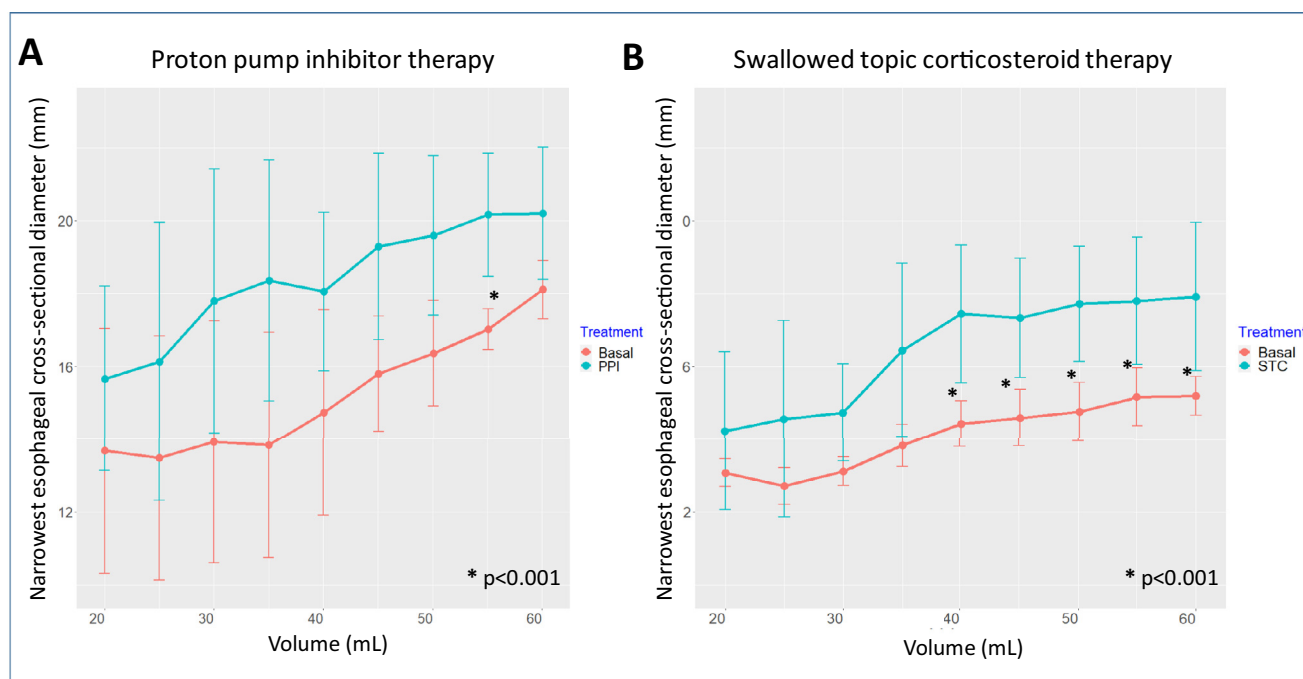 A
Proton pump inhibitor therapy
Narrowest esophageal cross-sectional diameter (mm)
20
16
12
*
* p<0.001
20 30 40 50 60
Volume (mL)
Treatment
Basal
PPI
B
Swallowed topic corticosteroid therapy
Narrowest esophageal cross-sectional diameter (mm)
0
6
2
* * * * *
* p<0.001
20 30 40 50 60
Volume (mL)
Treatment
Basal
STC